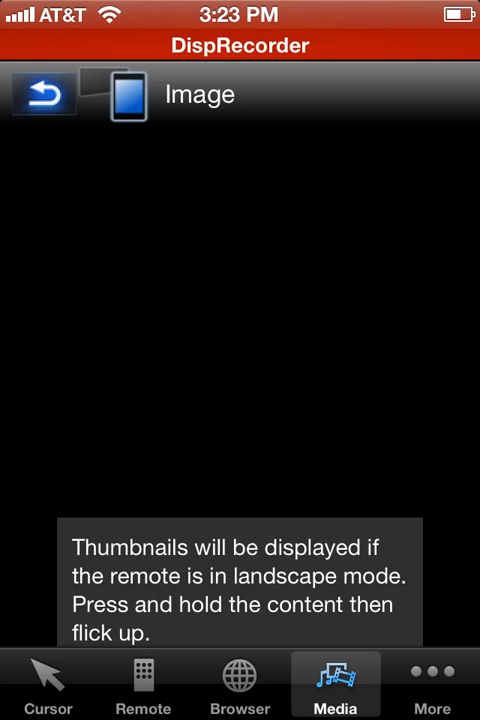 AT&T 3:23 PM
DispRecorder
Image
Thumbnails will be displayed if
the remote is in landscape mode.
Press and hold the content then
flick up.
Cursor Remote Browser Media More